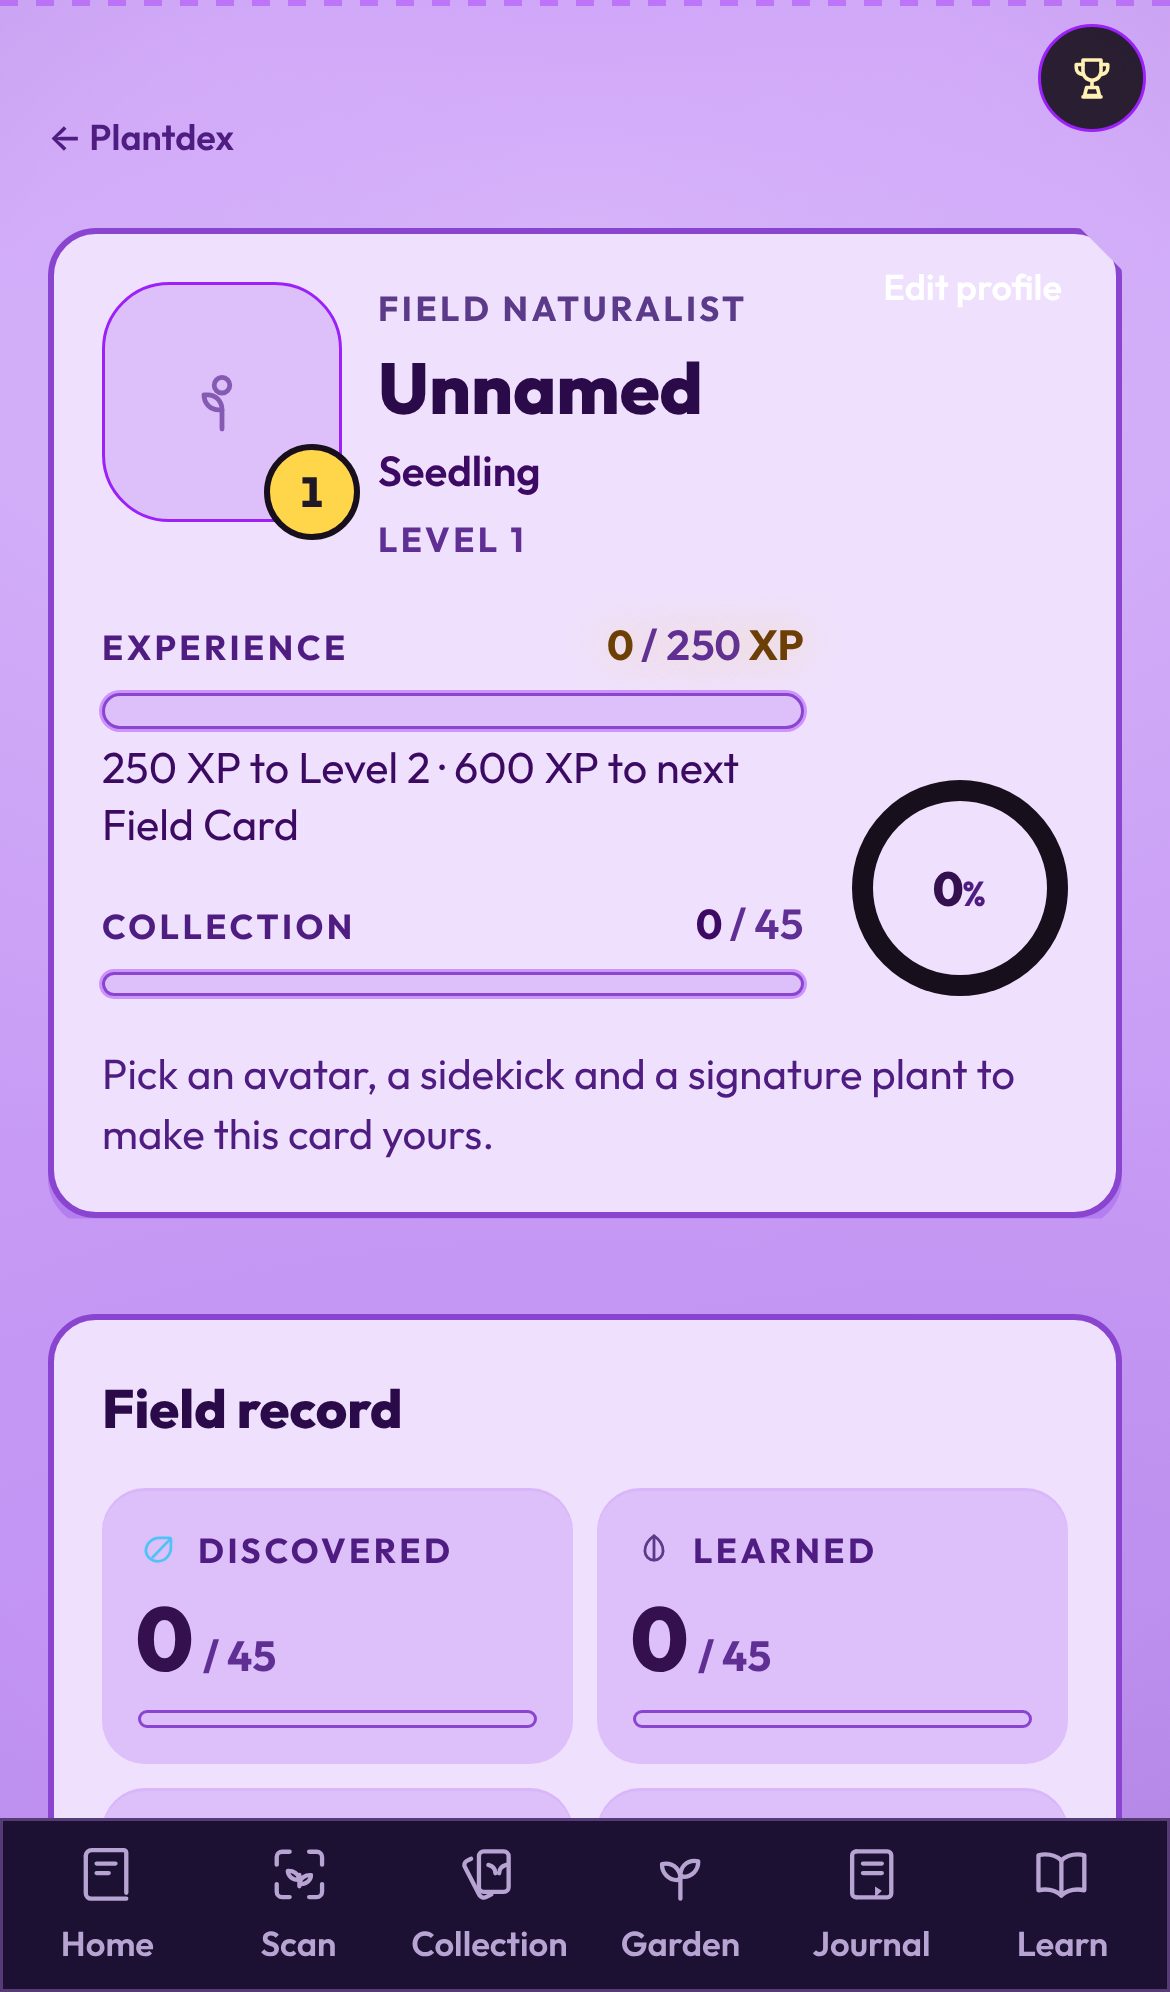 ← Plantdex
Edit profile
FIELD NATURALIST
Unnamed
Seedling
LEVEL 1
1
EXPERIENCE 0 / 250 XP
250 XP to Level 2 · 600 XP to next
Field Card
COLLECTION 0 / 45
0%
Pick an avatar, a sidekick and a signature plant to
make this card yours.
Field record
DISCOVERED
0 / 45
LEARNED
0 / 45
Home Scan Collection Garden Journal Learn